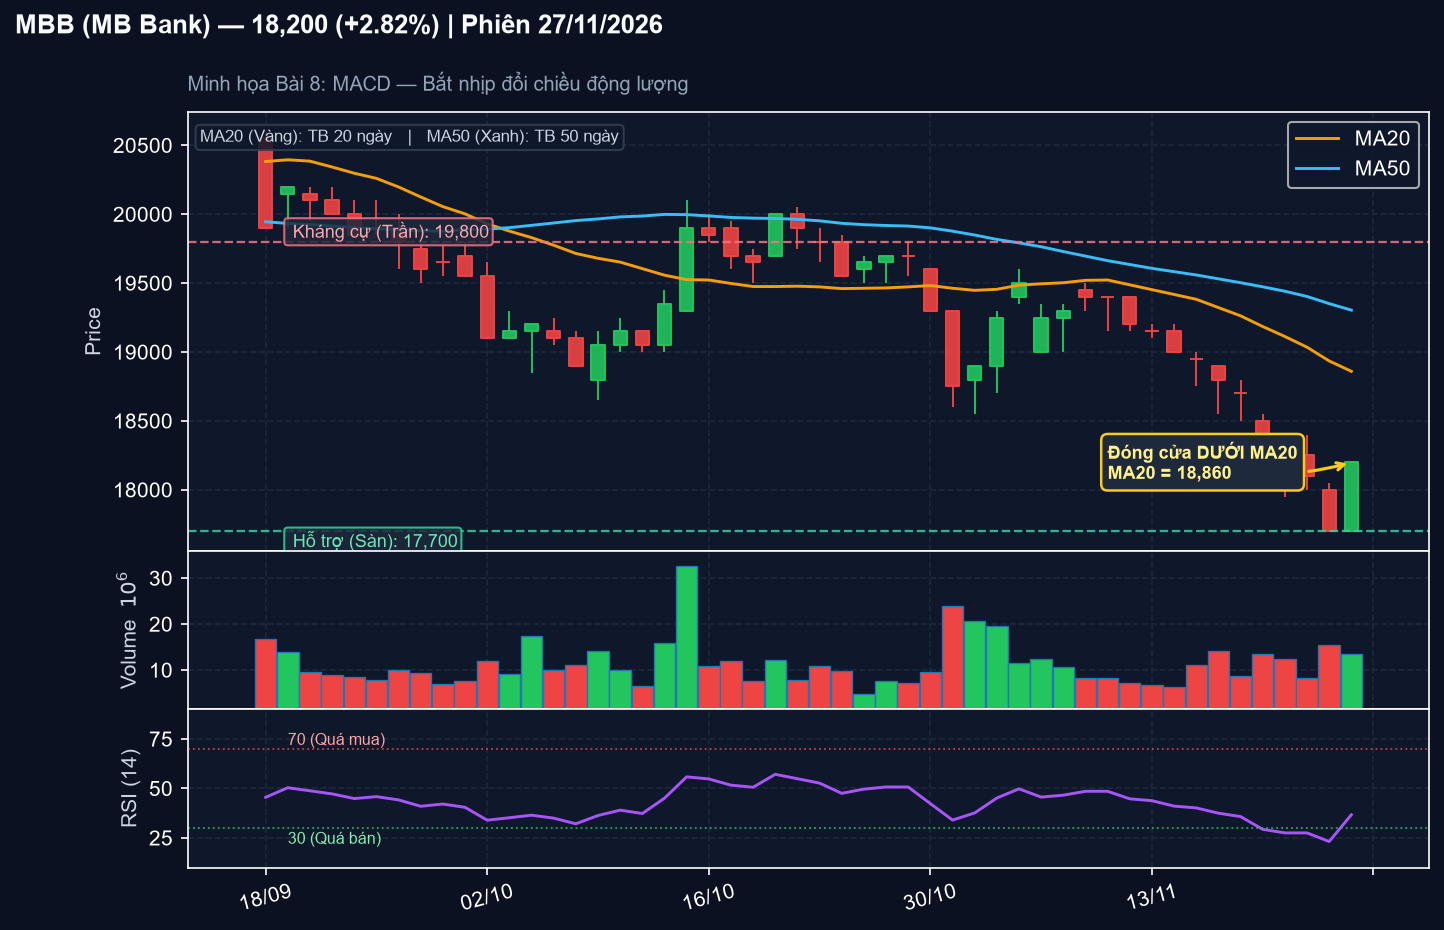 MBB (MB Bank) — 18,200 (+2.82%) | Phiên 27/11/2026
Minh họa Bài 8: MACD — Bắt nhịp đổi chiều động lượng
MA20 (Vàng): TB 20 ngày | MA50 (Xanh): TB 50 ngày
MA20
MA50
Price
20500
20000
19500
19000
18500
18000
Kháng cự (Trần): 19,800
Đóng cửa DƯỚI MA20
MA20 = 18,860
Hỗ trợ (Sàn): 17,700
Volume 10⁶
30
20
10
RSI (14)
75
50
25
70 (Quá mua)
30 (Quá bán)
18/09
02/10
16/10
30/10
13/11